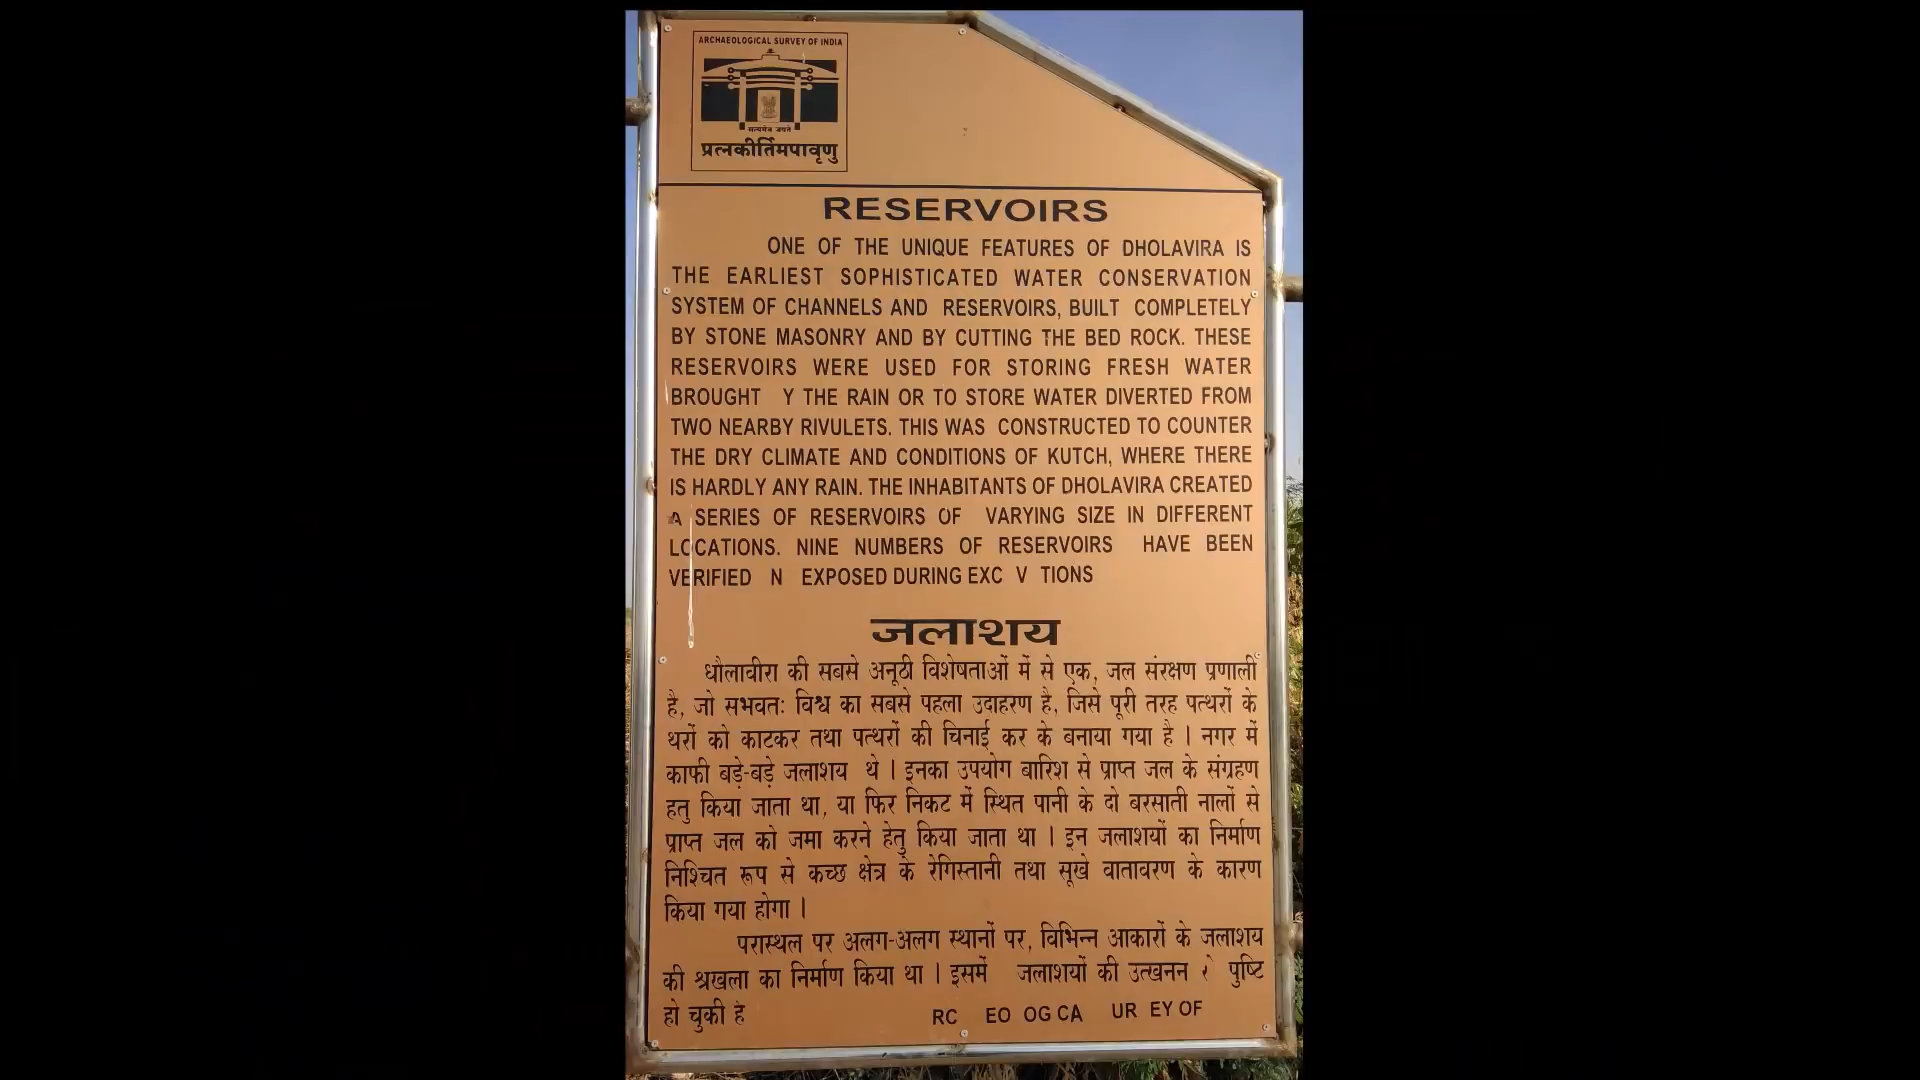 ARCHAEOLOGICAL SURVEY OF INDIA
सत्यमेव जयते
प्रत्नकीर्तिमपावृणु
RESERVOIRS
ONE OF THE UNIQUE FEATURES OF DHOLAVIRA IS
THE EARLIEST SOPHISTICATED WATER CONSERVATION
SYSTEM OF CHANNELS AND RESERVOIRS, BUILT COMPLETELY
BY STONE MASONRY AND BY CUTTING THE BED ROCK. THESE
RESERVOIRS WERE USED FOR STORING FRESH WATER
BROUGHT Y THE RAIN OR TO STORE WATER DIVERTED FROM
TWO NEARBY RIVULETS. THIS WAS CONSTRUCTED TO COUNTER
THE DRY CLIMATE AND CONDITIONS OF KUTCH, WHERE THERE
IS HARDLY ANY RAIN. THE INHABITANTS OF DHOLAVIRA CREATED
A SERIES OF RESERVOIRS OF VARYING SIZE IN DIFFERENT
LOCATIONS. NINE NUMBERS OF RESERVOIRS HAVE BEEN
VERIFIED N EXPOSED DURING EXC V TIONS
जलाशय
धौलावीरा की सबसे अनूठी विशेषताओं में से एक, जल संरक्षण प्रणाली
है, जो सभवतः विश्व का सबसे पहला उदाहरण है, जिसे पूरी तरह पत्थरों के
थरों को काटकर तथा पत्थरों की चिनाई कर के बनाया गया है ।  नगर में
काफी बड़े-बड़े जलाशय थे । इनका उपयोग बारिश से प्राप्त जल के संग्रहण
हतु किया जाता था, या फिर निकट में स्थित पानी के दो बरसाती नालों से
प्राप्त जल को जमा करने हेतु किया जाता था । इन जलाशयों का निर्माण
निश्चित रूप से कच्छ क्षेत्र के रेगिस्तानी तथा सूखे वातावरण के कारण
किया गया होगा ।
परास्थल पर अलग-अलग स्थानों पर, विभिन्न आकारों के जलाशय
की श्रखला का निर्माण किया था । इसमें जलाशयों की उत्खनन पुष्टि
हो चुकी है
RC EO OG CA UR EY OF